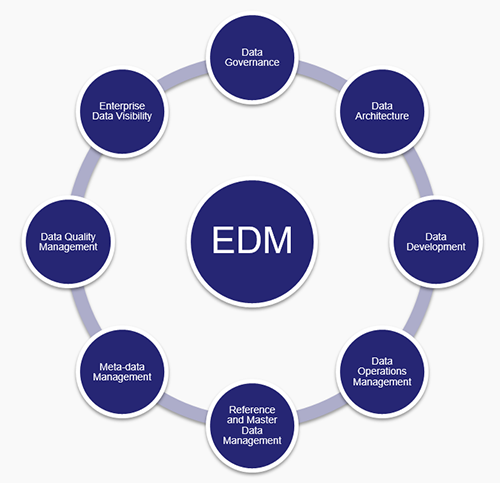 Data
Governance
Data
Architecture
Data
Development
Data
Operations
Management
Reference
and Master
Data
Management
Meta-data
Management
Data Quality
Management
Enterprise
Data Visibility
EDM